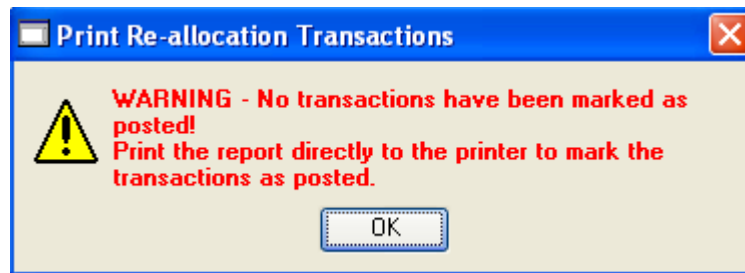 Print Re-allocation Transactions
WARNING - No transactions have been marked as
posted!
Print the report directly to the printer to mark the
transactions as posted.
OK